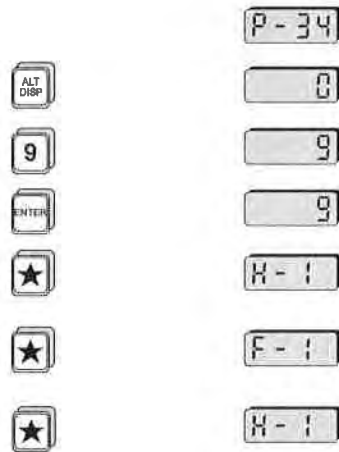 P-34
ALT DISP 0
9 9
ENTER 9
★ H-1
★ F-1
★ H-1